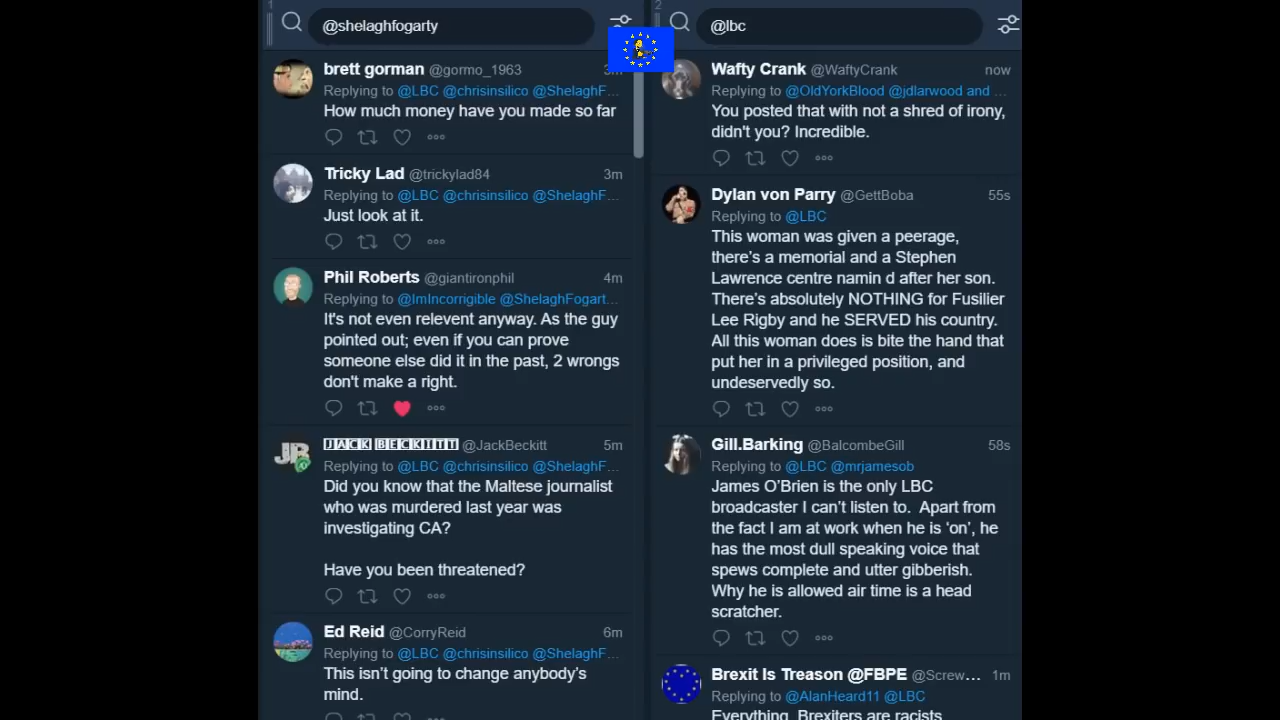 1
@shelaghfogarty
brett gorman @gormo_1963 3m
Replying to @LBC @chrisinsilico @ShelaghF...
How much money have you made so far
Tricky Lad @trickylad84 3m
Replying to @LBC @chrisinsilico @ShelaghF...
Just look at it.
Phil Roberts @giantironphil 4m
Replying to @ImIncorrigible @ShelaghFogart...
It's not even relevent anyway. As the guy
pointed out; even if you can prove
someone else did it in the past, 2 wrongs
don't make a right.
JACK BECKITT @JackBeckitt 5m
Replying to @LBC @chrisinsilico @ShelaghF...
Did you know that the Maltese journalist
who was murdered last year was
investigating CA?
Have you been threatened?
Ed Reid @CorryReid 6m
Replying to @LBC @chrisinsilico @ShelaghF...
This isn't going to change anybody's
mind.
2
@lbc
Wafty Crank @WaftyCrank now
Replying to @OldYorkBlood @jdlarwood and ...
You posted that with not a shred of irony,
didn't you? Incredible.
Dylan von Parry @GettBoba 55s
Replying to @LBC
This woman was given a peerage,
there's a memorial and a Stephen
Lawrence centre namin d after her son.
There's absolutely NOTHING for Fusilier
Lee Rigby and he SERVED his country.
All this woman does is bite the hand that
put her in a privileged position, and
undeservedly so.
Gill.Barking @BalcombeGill 58s
Replying to @LBC @mrjamesob
James O'Brien is the only LBC
broadcaster I can't listen to. Apart from
the fact I am at work when he is 'on', he
has the most dull speaking voice that
spews complete and utter gibberish.
Why he is allowed air time is a head
scratcher.
Brexit Is Treason @FBPE @Screw... 1m
Replying to @AlanHeard11 @LBC
Everything. Brexiters are racists